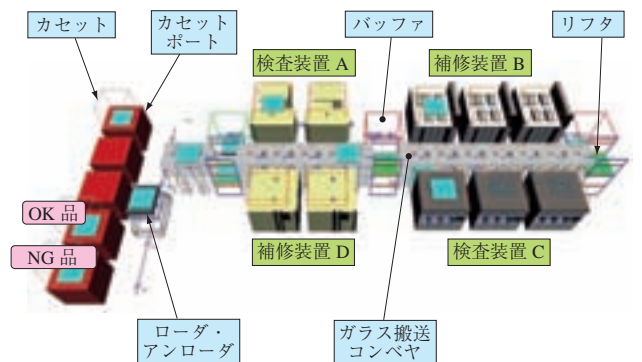 カセット
カセット
ポート
バッファ
リフタ
検査装置 A
補修装置 B
OK 品
NG 品
補修装置 D
検査装置 C
ローダ・
アンローダ
ガラス搬送
コンベヤ